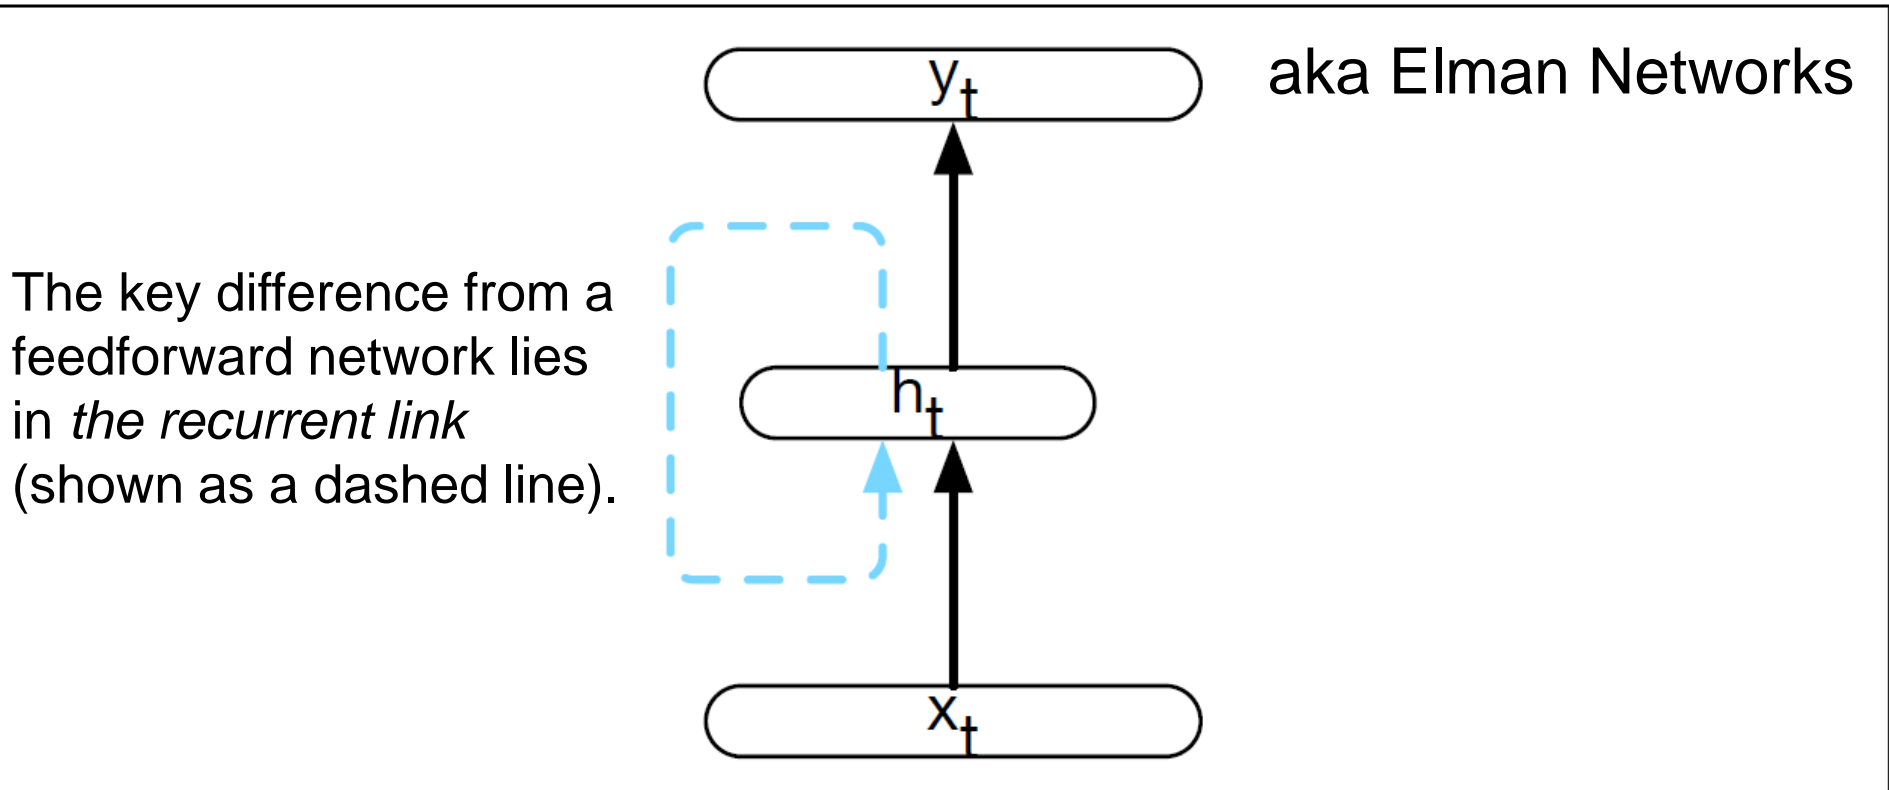 y_t
aka Elman Networks
The key difference from a
feedforward network lies
in the recurrent link
(shown as a dashed line).
h_t
x_t